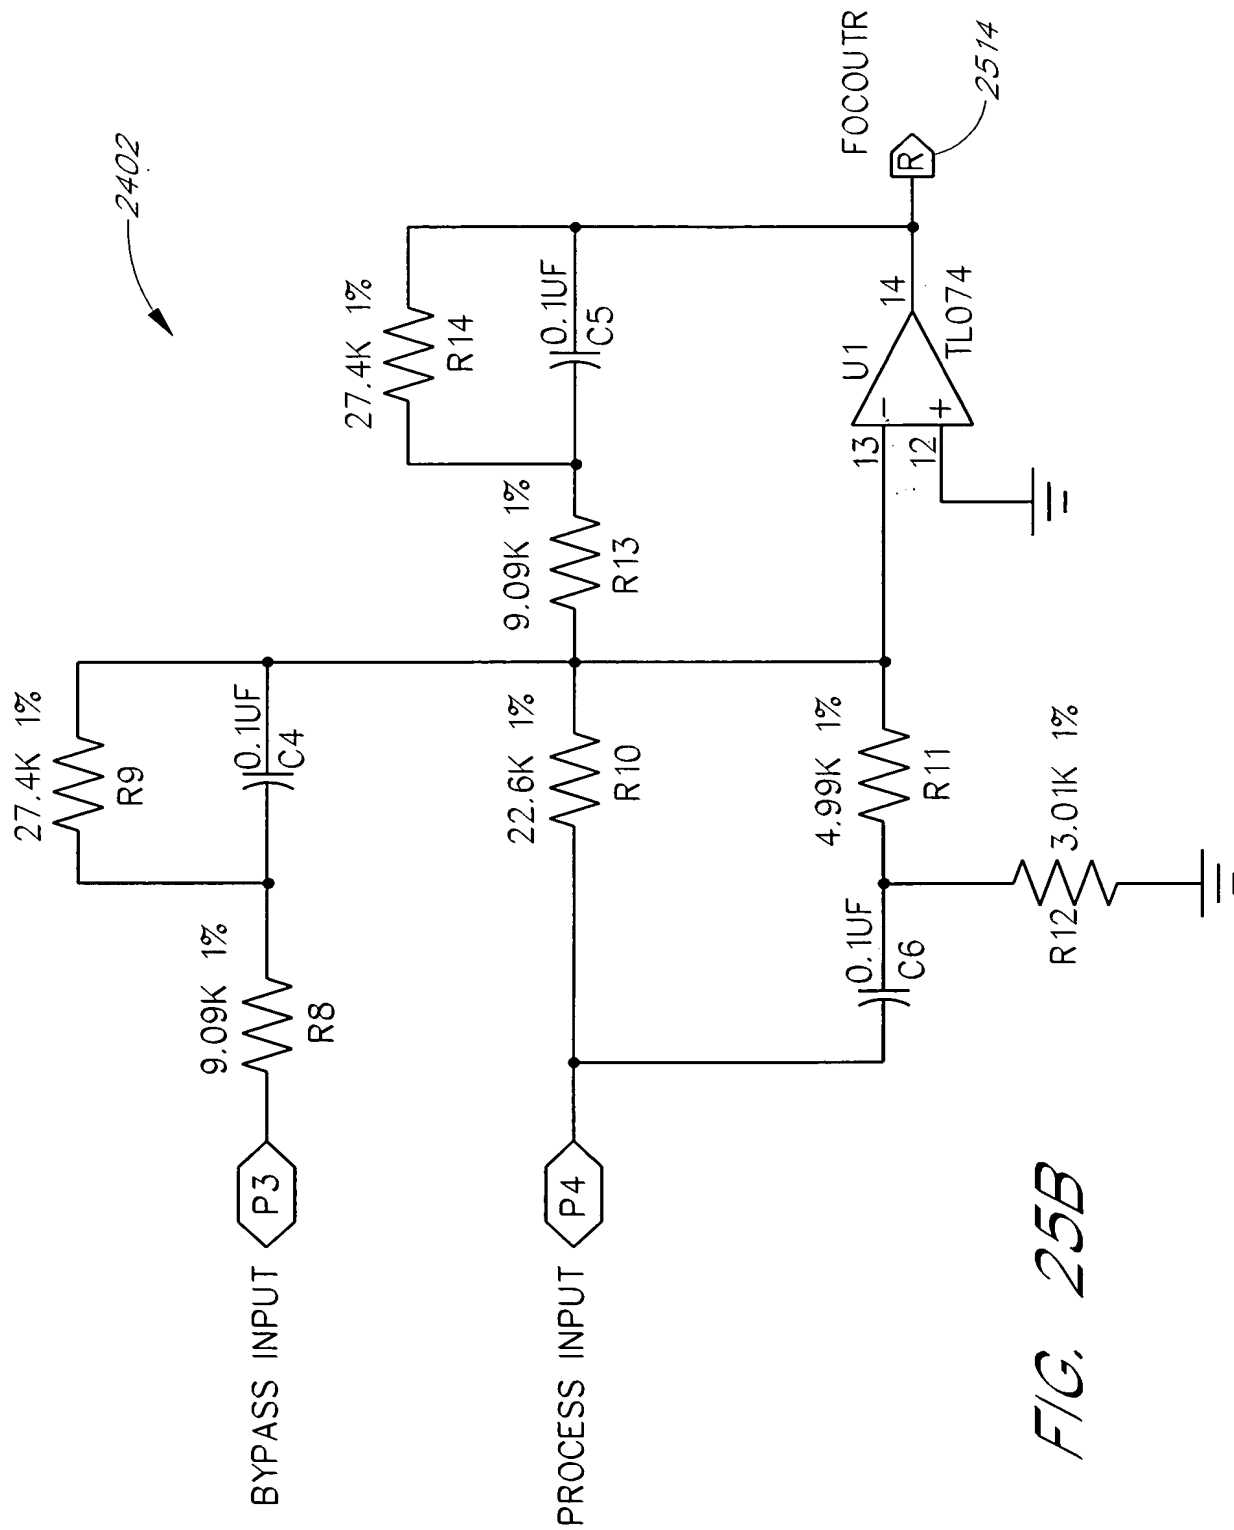 2402
27.4K 1%
R9
0.1UF
C4
9.09K 1%
R8
P3
BYPASS INPUT
27.4K 1%
R14
0.1UF
C5
9.09K 1%
R13
22.6K 1%
R10
P4
PROCESS INPUT
FOCOUTR
R
2514
U1
14
TL074
13
12
-
+
4.99K 1%
R11
0.1UF
C6
R12
3.01K 1%
FIG. 25B